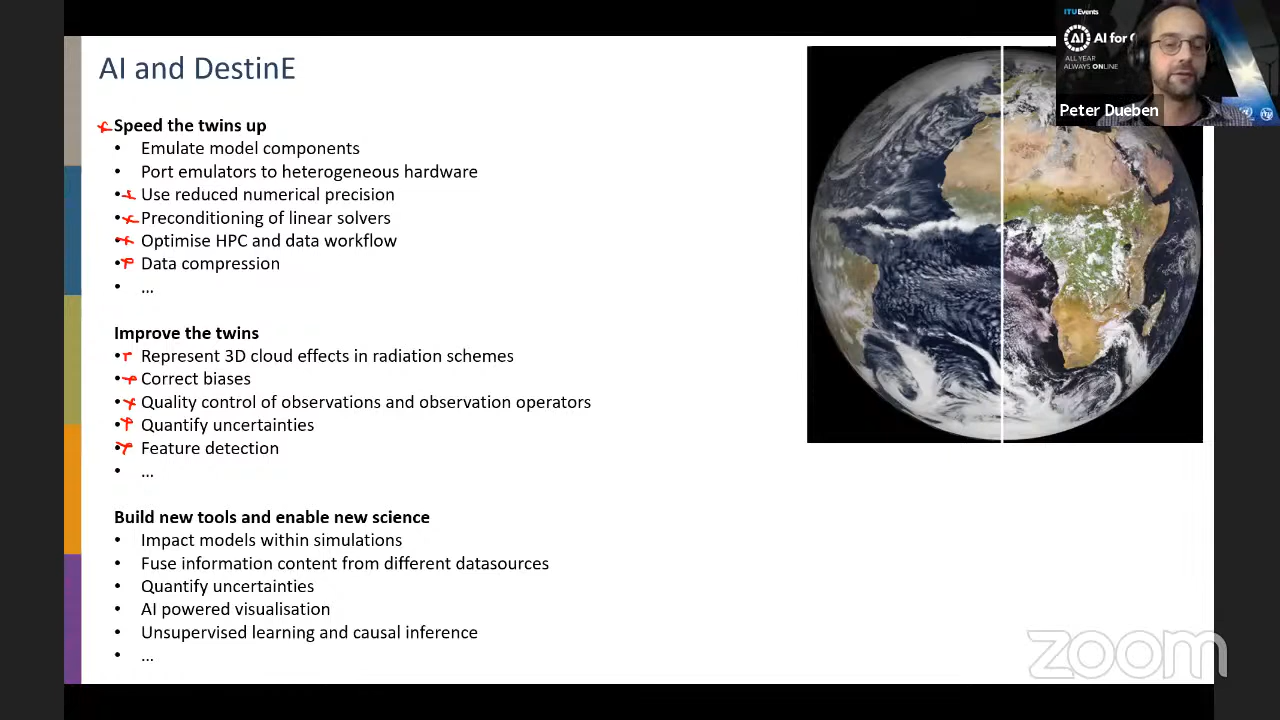 AI and DestinE
Speed the twins up
• Emulate model components
• Port emulators to heterogeneous hardware
• Use reduced numerical precision
• Preconditioning of linear solvers
• Optimise HPC and data workflow
• Data compression
• ...
Improve the twins
• Represent 3D cloud effects in radiation schemes
• Correct biases
• Quality control of observations and observation operators
• Quantify uncertainties
• Feature detection
• ...
Build new tools and enable new science
• Impact models within simulations
• Fuse information content from different datasources
• Quantify uncertainties
• AI powered visualisation
• Unsupervised learning and causal inference
• ...
ITUEvents
AI AI for
ALL YEAR
ALWAYS ONLINE
Peter Dueben
zoom